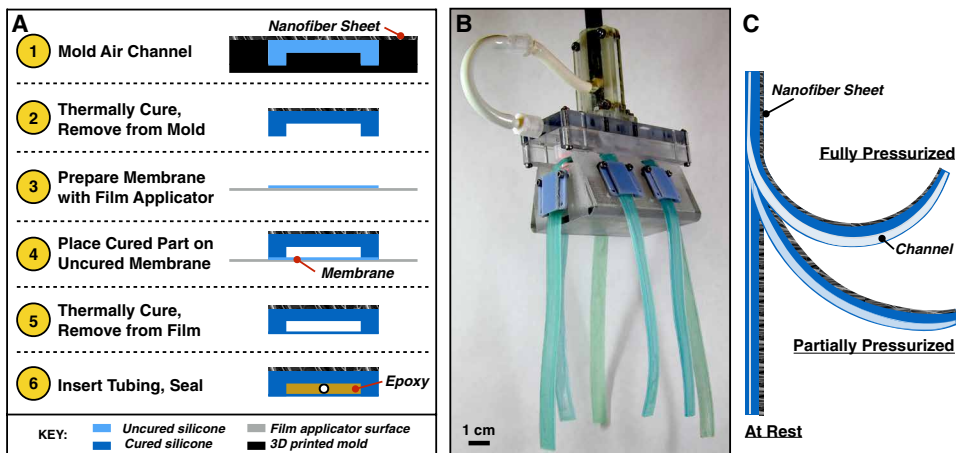 A
Nanofiber Sheet
1 Mold Air Channel
2 Thermally Cure,
Remove from Mold
3 Prepare Membrane
with Film Applicator
4 Place Cured Part on
Uncured Membrane
Membrane
5 Thermally Cure,
Remove from Film
6 Insert Tubing, Seal
Epoxy
KEY:
Uncured silicone
Cured silicone
Film applicator surface
3D printed mold
B
1 cm
C
Nanofiber Sheet
Fully Pressurized
Channel
Partially Pressurized
At Rest